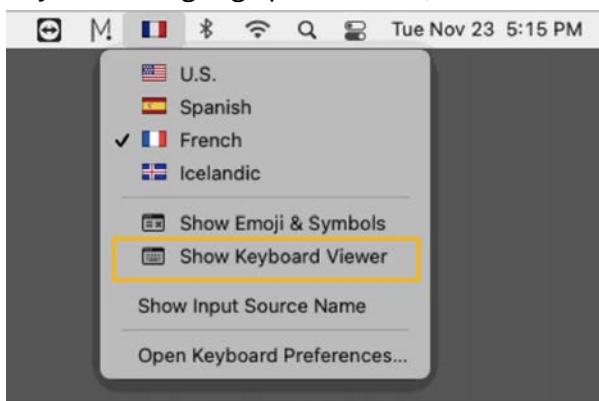 Tue Nov 23 5:15 PM
U.S.
Spanish
✓ French
Icelandic
Show Emoji & Symbols
Show Keyboard Viewer
Show Input Source Name
Open Keyboard Preferences...